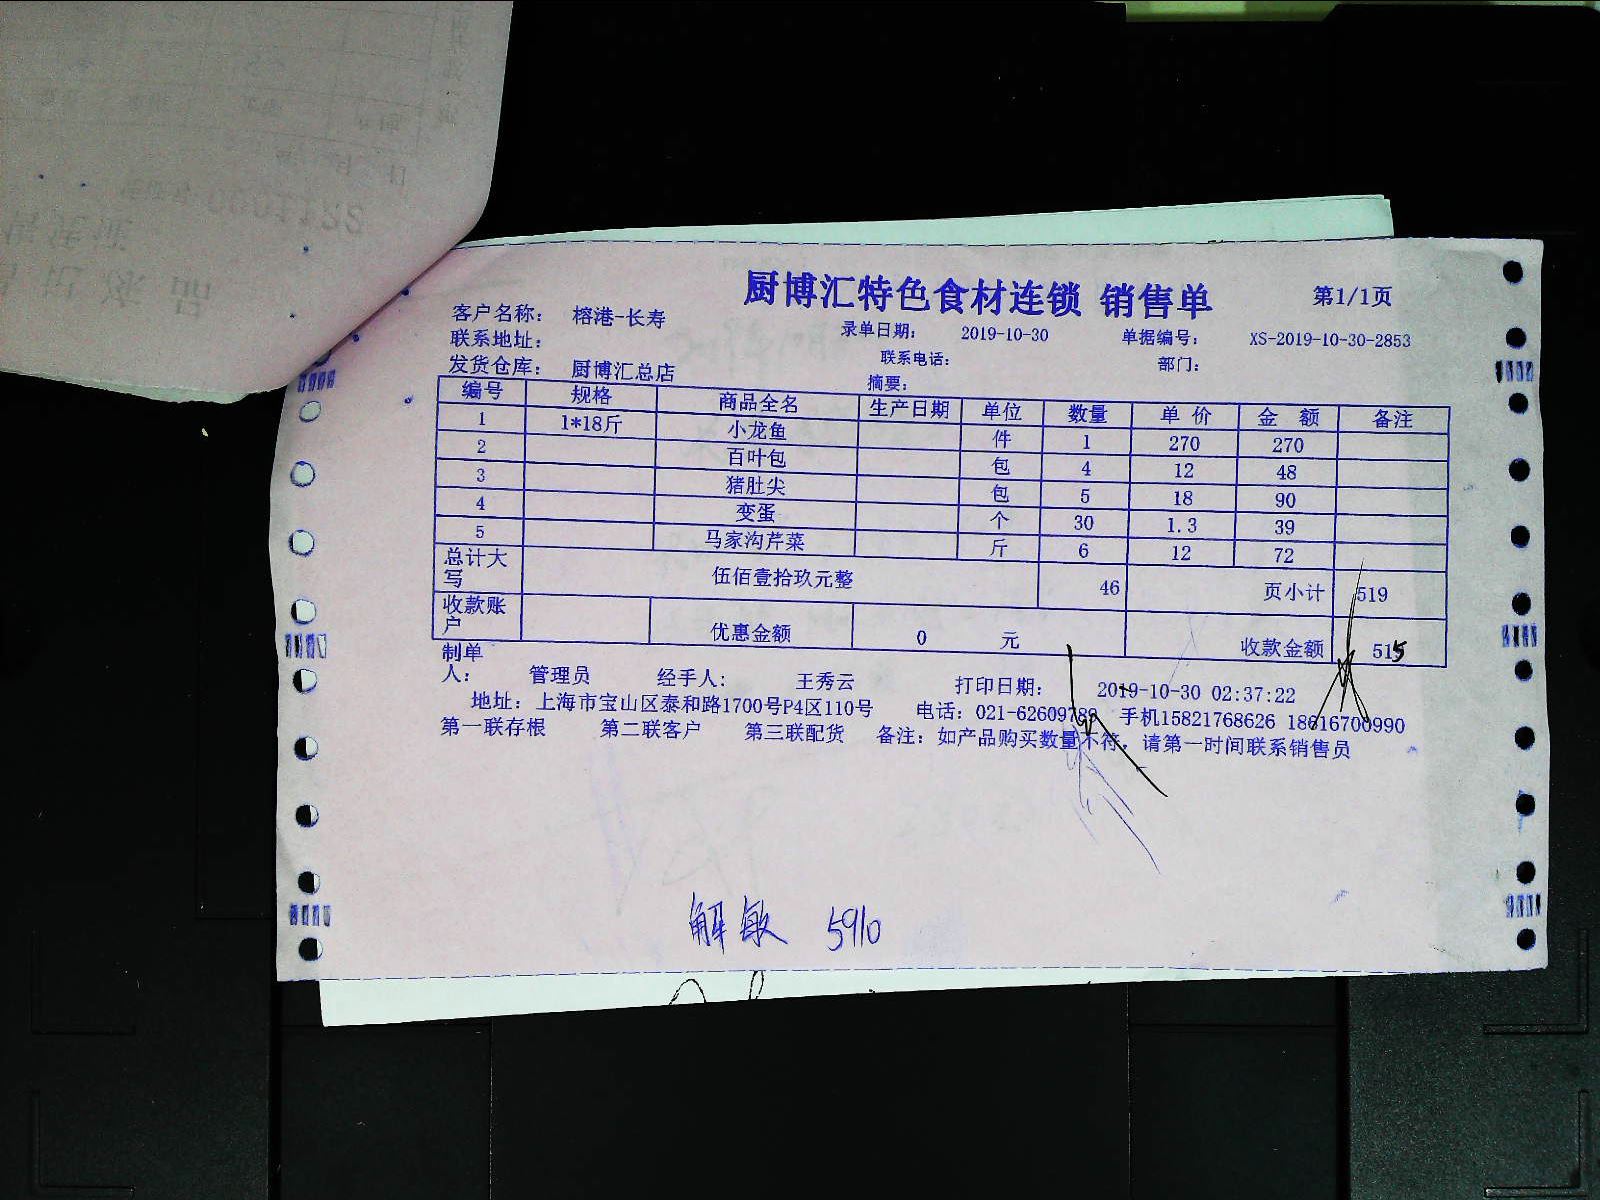 厨博汇特色食材连锁 销售单 第1/1页
客户名称： 榕港-长寿 录单日期： 2019-10-30 单据编号： XS-2019-10-30-2853
联系地址： 联系电话： 部门：
发货仓库： 厨博汇总店 摘要：
编号 规格 商品全名 生产日期 单位 数量 单 价 金 额 备注
1 1*18斤 小龙鱼 件 1 270 270
2 百叶包 包 4 12 48
3 猪肚尖 包 5 18 90
4 变蛋 个 30 1.3 39
5 马家沟芹菜 斤 6 12 72
总计大写 伍佰壹拾玖元整 46 页小计 519
收款账户 优惠金额 0 元 收款金额 515
制单人： 管理员 经手人： 王秀云 打印日期： 2019-10-30 02:37:22
地址：上海市宝山区泰和路1700号P4区110号 电话：021-62609789 手机15821768626 18616700990
第一联存根 第二联客户 第三联配货 备注：如产品购买数量不符，请第一时间联系销售员
解敏 5910